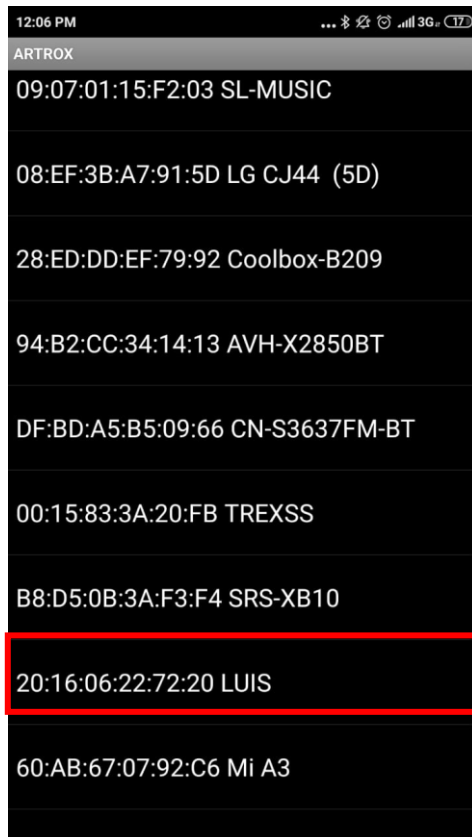 12:06 PM ... 3G 17
ARTROX
09:07:01:15:F2:03 SL-MUSIC
08:EF:3B:A7:91:5D LG CJ44 (5D)
28:ED:DD:EF:79:92 Coolbox-B209
94:B2:CC:34:14:13 AVH-X2850BT
DF:BD:A5:B5:09:66 CN-S3637FM-BT
00:15:83:3A:20:FB TREXSS
B8:D5:0B:3A:F3:F4 SRS-XB10
20:16:06:22:72:20 LUIS
60:AB:67:07:92:C6 Mi A3